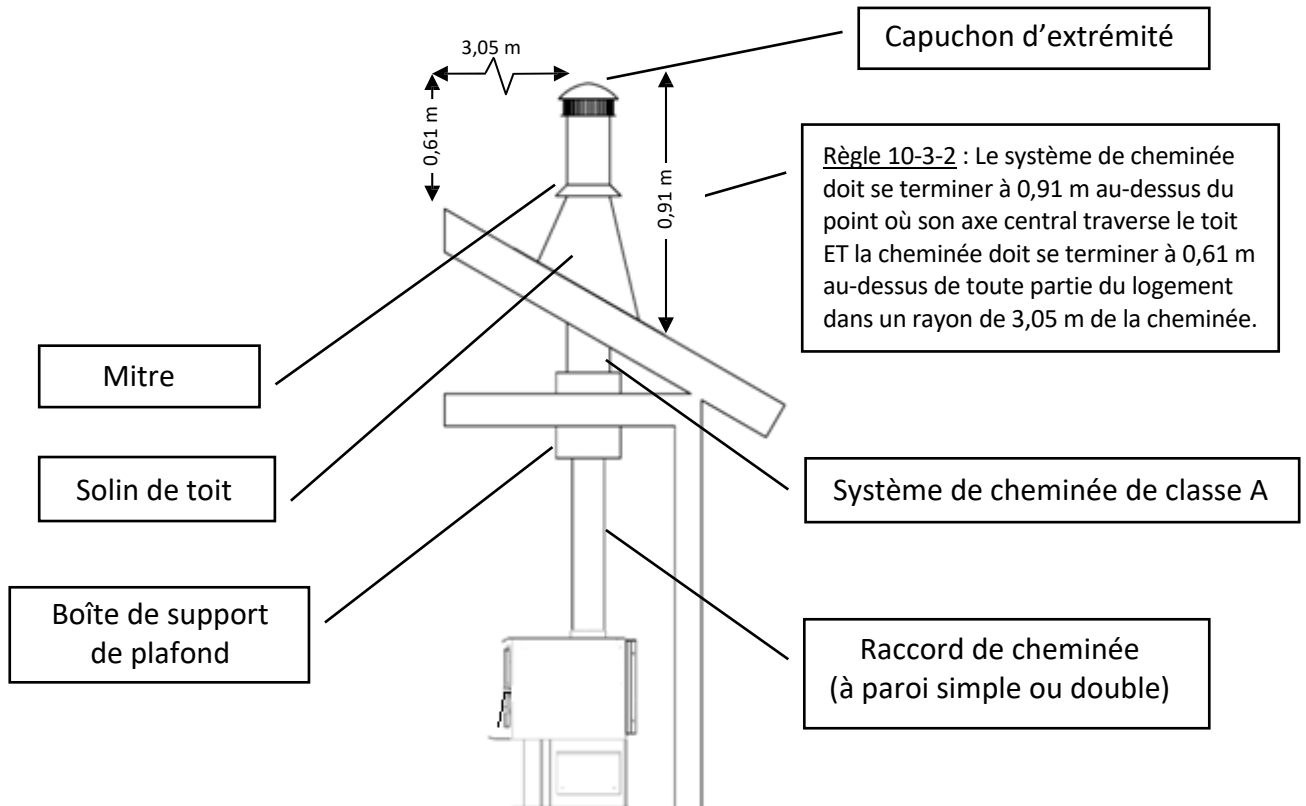 Capuchon d’extrémité
3,05 m
0,61 m
0,91 m
Règle 10-3-2 : Le système de cheminée
doit se terminer à 0,91 m au-dessus du
point où son axe central traverse le toit
ET la cheminée doit se terminer à 0,61 m
au-dessus de toute partie du logement
dans un rayon de 3,05 m de la cheminée.
Mitre
Solin de toit
Système de cheminée de classe A
Boîte de support
de plafond
Raccord de cheminée
(à paroi simple ou double)